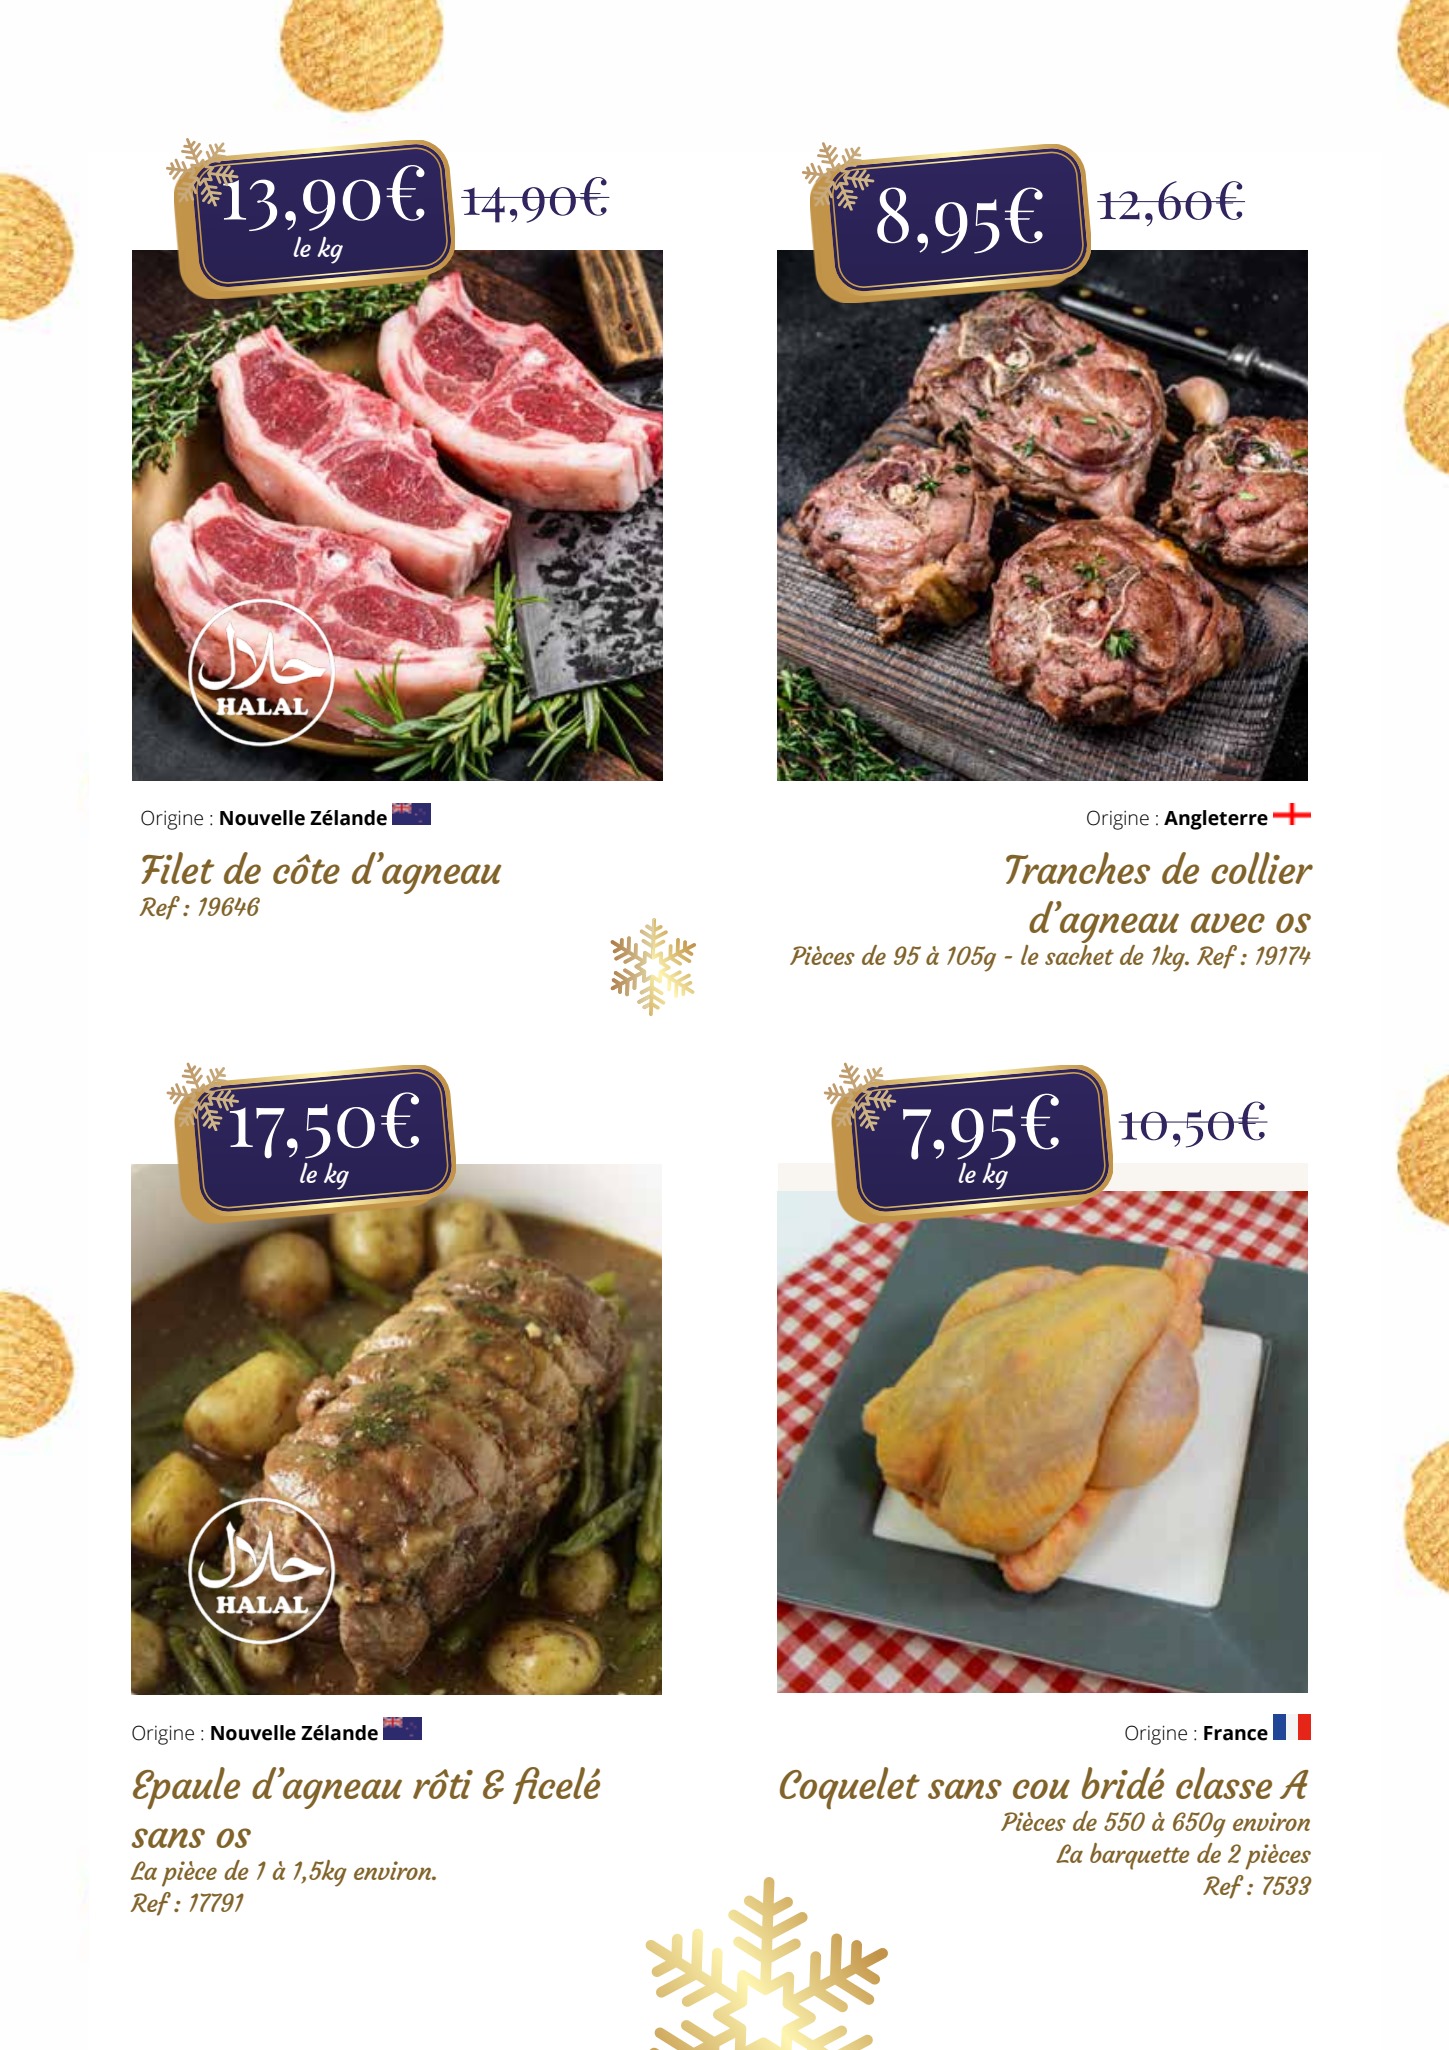 13,90€
le kg
14,90€
حلال
HALAL
Origine : Nouvelle Zélande
Filet de côte d’agneau
Ref : 19646
8,95€
12,60€
Origine : Angleterre
Tranches de collier
d’agneau avec os
Pièces de 95 à 105g - le sachet de 1kg. Ref : 19174
17,50€
le kg
حلال
HALAL
Origine : Nouvelle Zélande
Epaule d’agneau rôti & ficelé
sans os
La pièce de 1 à 1,5kg environ.
Ref : 17791
7,95€
le kg
10,50€
Origine : France
Coquelet sans cou bridé classe A
Pièces de 550 à 650g environ
La barquette de 2 pièces
Ref : 7533